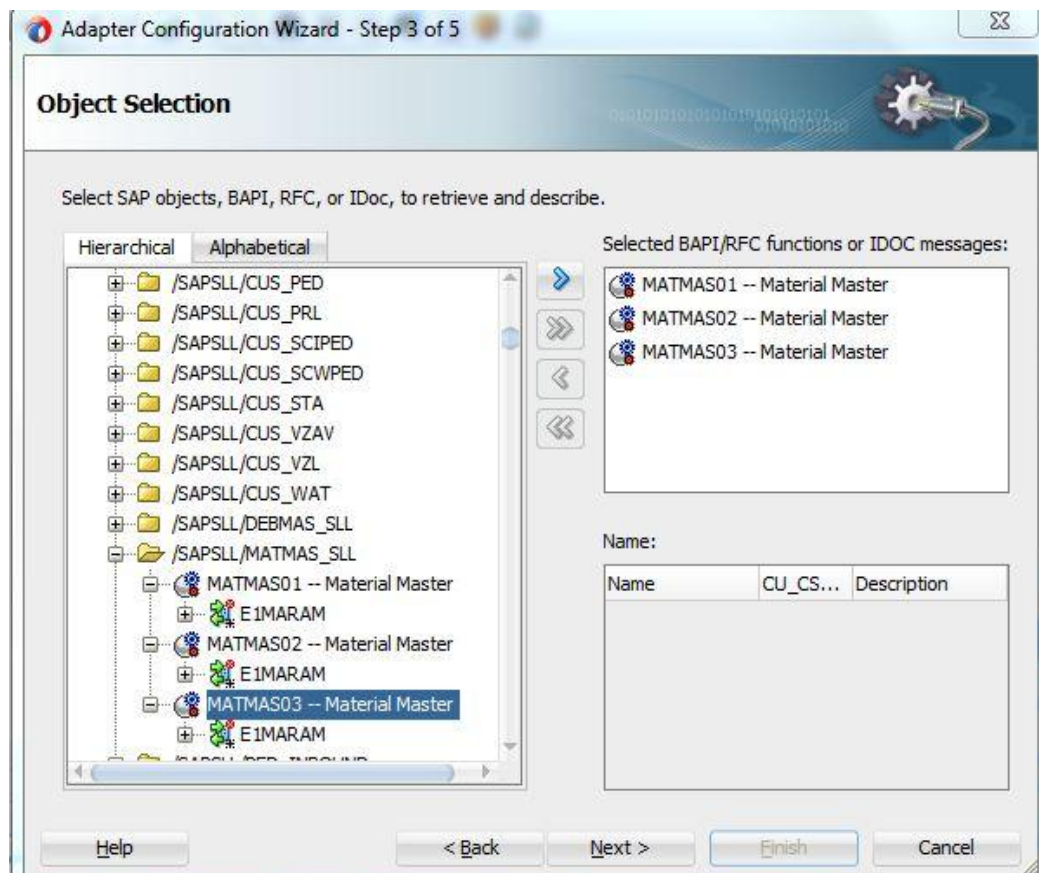 Adapter Configuration Wizard - Step 3 of 5
Object Selection
Select SAP objects, BAPI, RFC, or IDoc, to retrieve and describe.
Hierarchical
Alphabetical
/SAPSLL/CUS_PED
/SAPSLL/CUS_PRL
/SAPSLL/CUS_SCIPED
/SAPSLL/CUS_SCWPED
/SAPSLL/CUS_STA
/SAPSLL/CUS_VZAV
/SAPSLL/CUS_VZL
/SAPSLL/CUS_WAT
/SAPSLL/DEBMAS_SLL
/SAPSLL/MATMAS_SLL
MATMAS01 -- Material Master
E1MARAM
MATMAS02 -- Material Master
E1MARAM
MATMAS03 -- Material Master
E1MARAM
Selected BAPI/RFC functions or IDOC messages:
MATMAS01 -- Material Master
MATMAS02 -- Material Master
MATMAS03 -- Material Master
Name:
Name CU_CS... Description
Help
< Back
Next >
Finish
Cancel